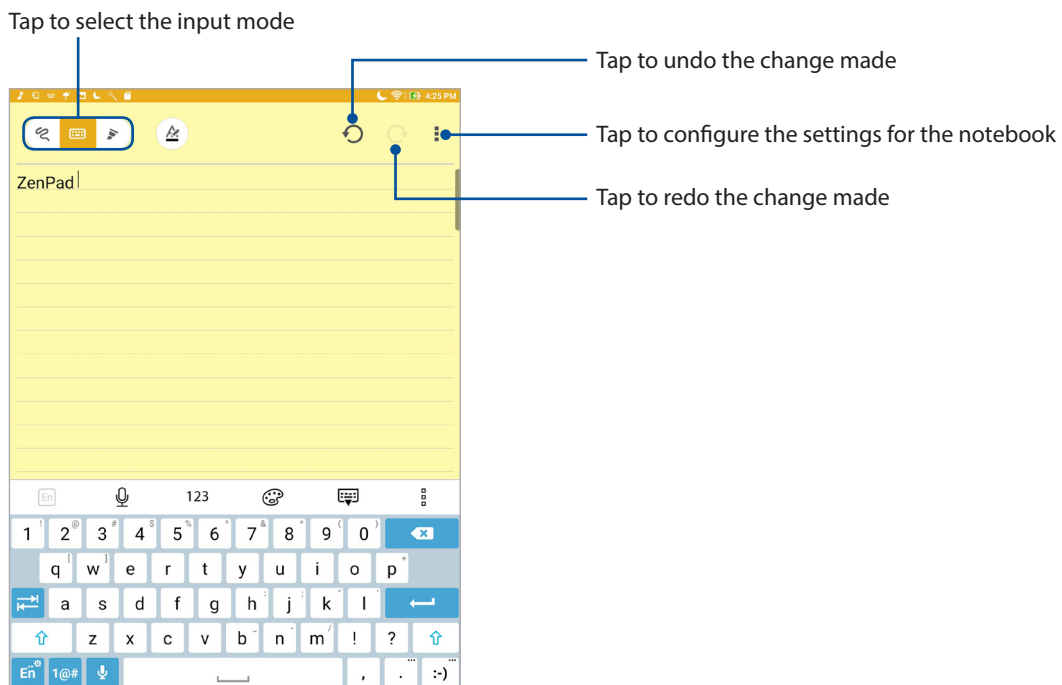 Tap to select the input mode
Tap to undo the change made
4:25 PM
Tap to configure the settings for the notebook
ZenPad
Tap to redo the change made
En 123
1 ! 2 @ 3 # 4 $ 5 % 6 ^ 7 & 8 * 9 ( 0 )
q [ w ] e r t y u i o p +
a s d f g h : j ; k " l '
z x c v b _ n - m / ! ?
En 1@# , . ... :-) ...